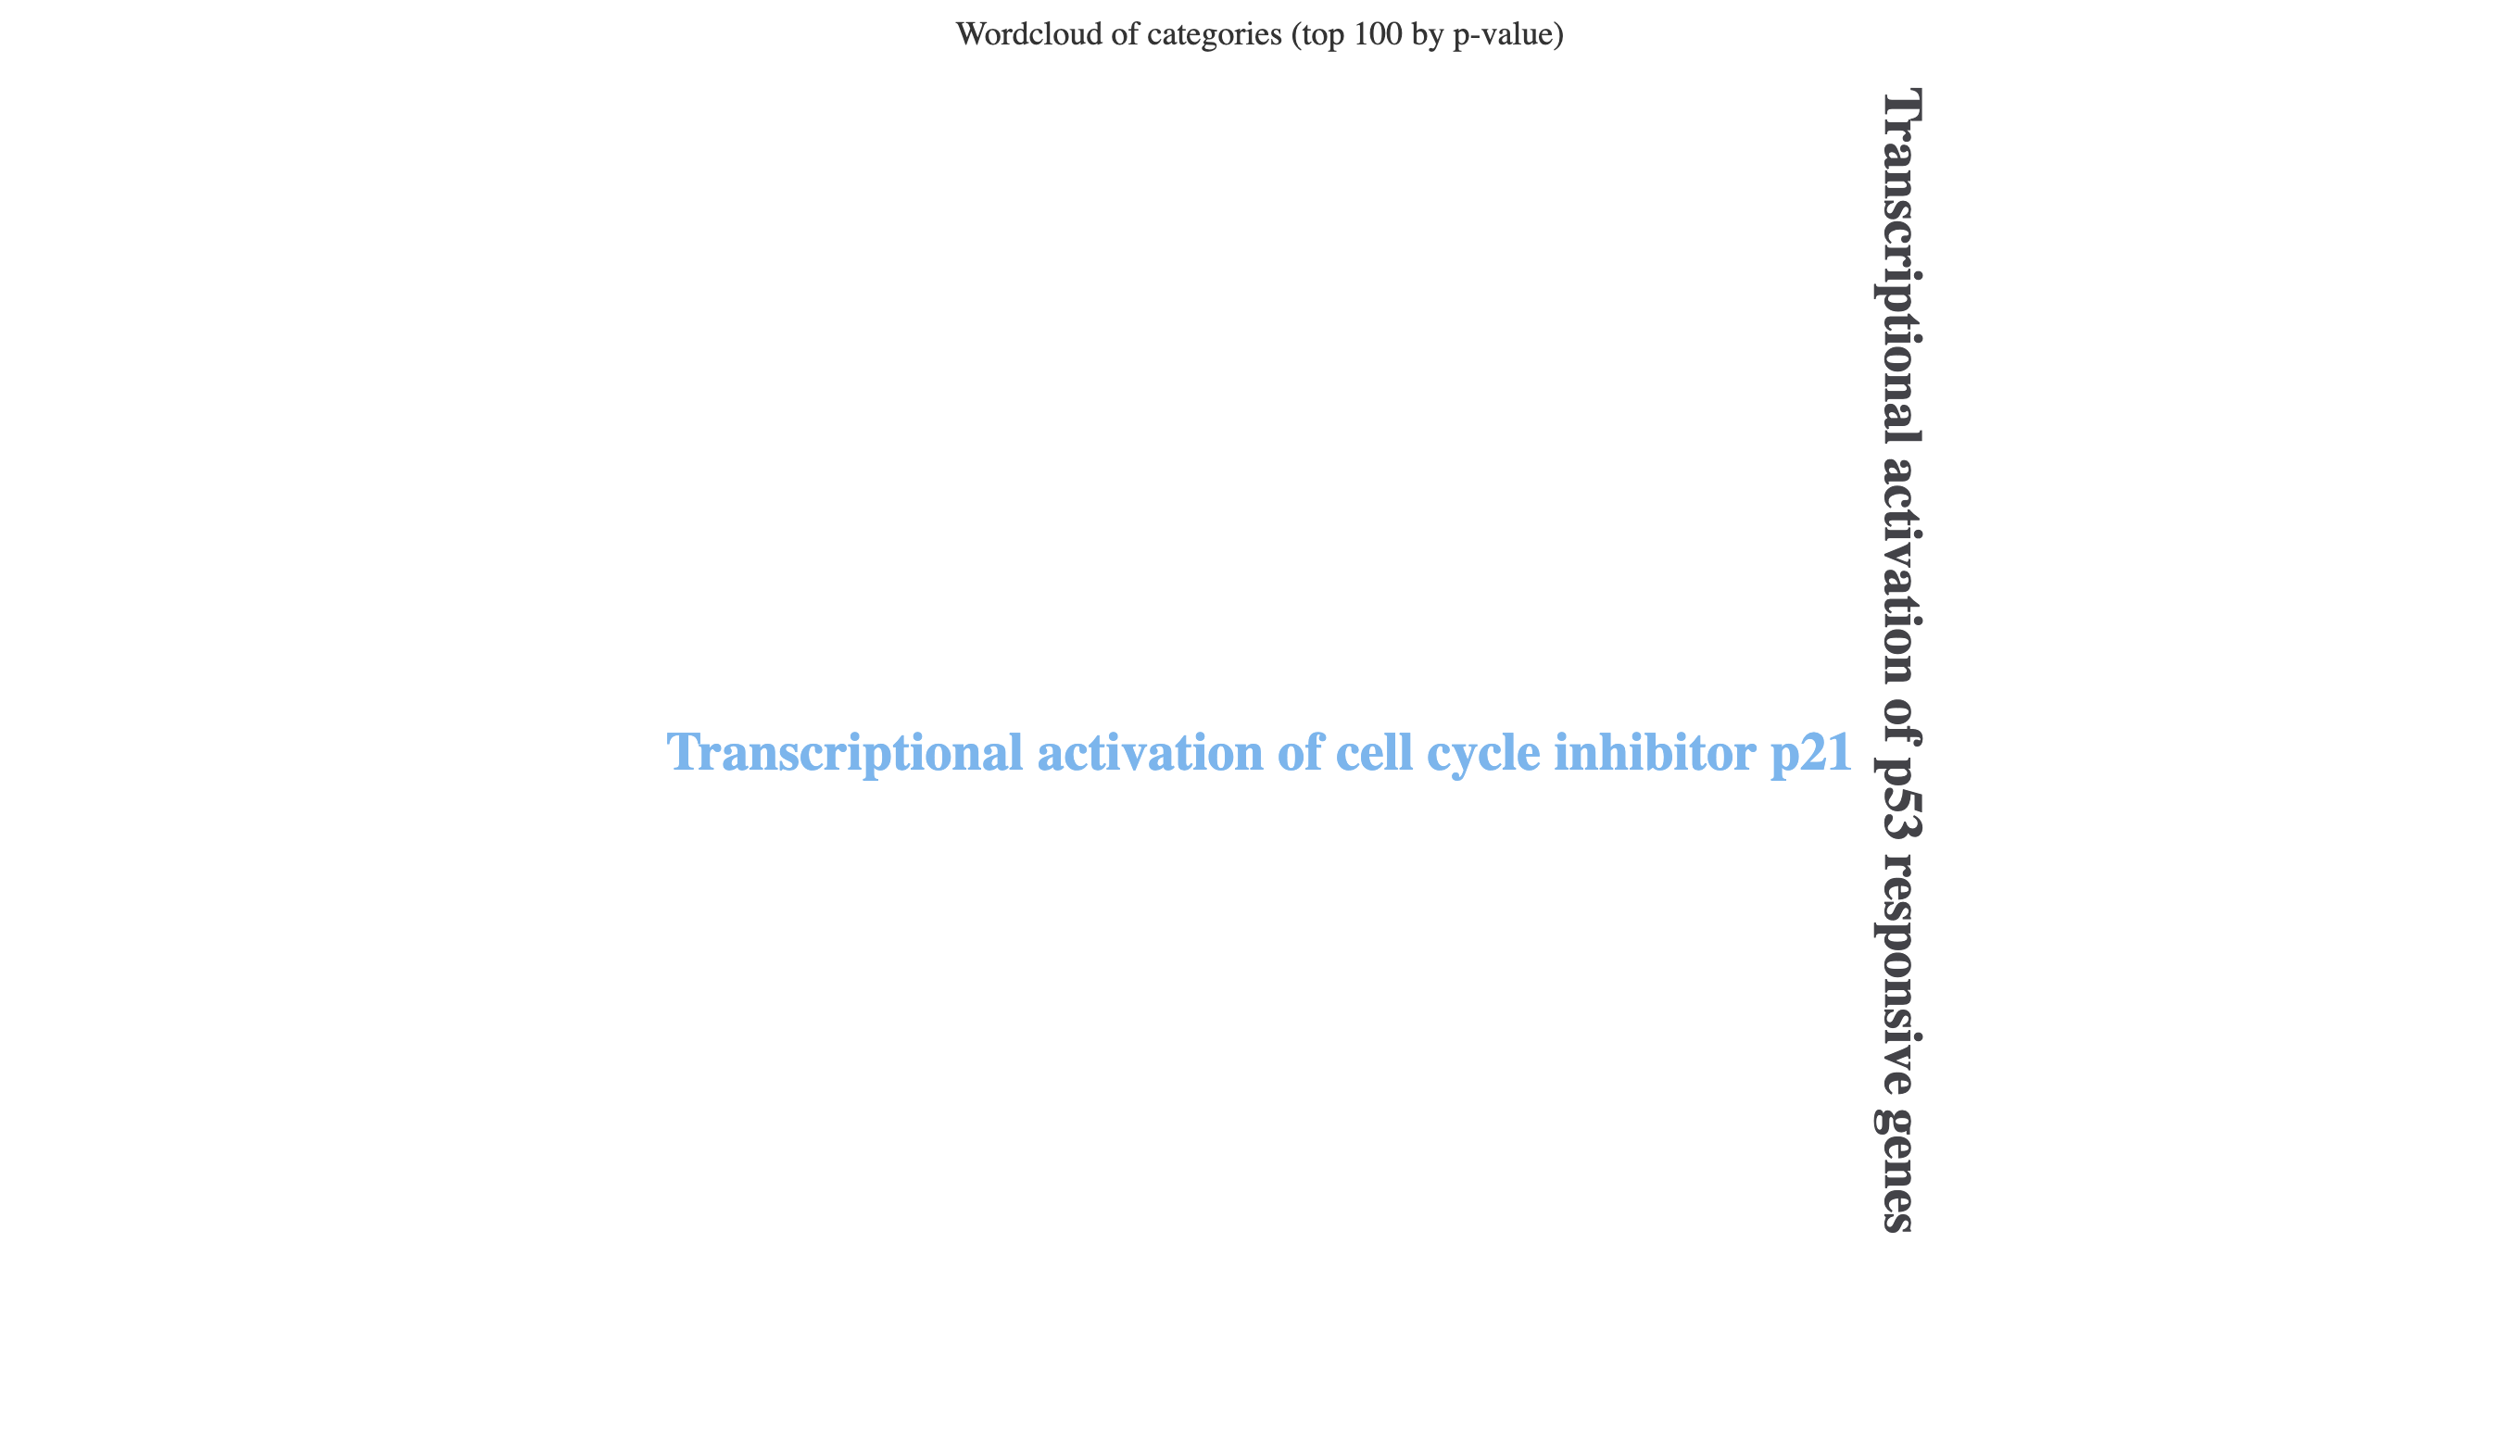 Wordcloud of categories (top 100 by p-value)
Transcriptional activation of cell cycle inhibitor p21
Transcriptional activation of p53 responsive genes